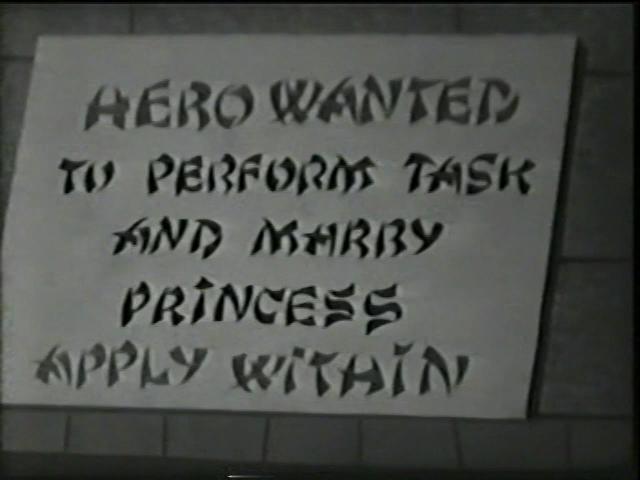 HERO WANTED
TO PERFORM TASK
AND MARRY
PRINCESS
APPLY WITHIN